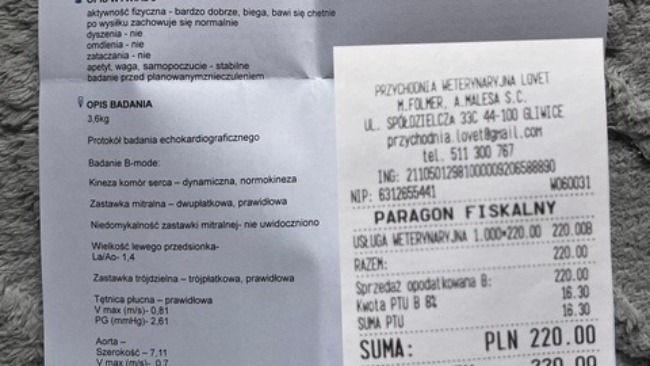 aktywność fizyczna - bardzo dobrze, biega, bawi się chętnie
po wysiłku zachowuje się normalnie
dyszenia - nie
omdlenia - nie
zataczania - nie
apetyt, waga, samopoczucie - stabilne
badanie przed planowanymznieczuleniem
OPIS BADANIA
3,6kg
Protokół badania echokardiograficznego
Badanie B-mode:
Kineza komór serca – dynamiczna, normokineza
Zastawka mitralna – dwupłatkowa, prawidłowa
Niedomykalność zastawki mitralnej- nie uwidoczniono
Wielkość lewego przedsionka-
La/Ao- 1,4
Zastawka trójdzielna – trójpłatkowa, prawidłowa
Tętnica płucna – prawidłowa
V max (m/s)- 0,81
PG (mmHg)- 2,61
Aorta –
Szerokość – 7,11
V max (m/s)- 0,7
PRZYCHODNIA WETERYNARYJNA LOVET
M.FOLMER, A.MALESA S.C.
UL. SPÓŁDZIELCZA 33C 44-100 GLIWICE
przychodnia.lovet@gmail.com
tel. 511 300 767
ING: 21105012981000009206588890
NIP: 6312655441 W060031
PARAGON FISKALNY
USŁUGA WETERYNARYJNA 1.000×220.00 220.00B
RAZEM: 220.00
Sprzedaż opodatkowana B: 220.00
Kwota PTU B 8% 16.30
SUMA PTU 16.30
SUMA: PLN 220.00
220.00